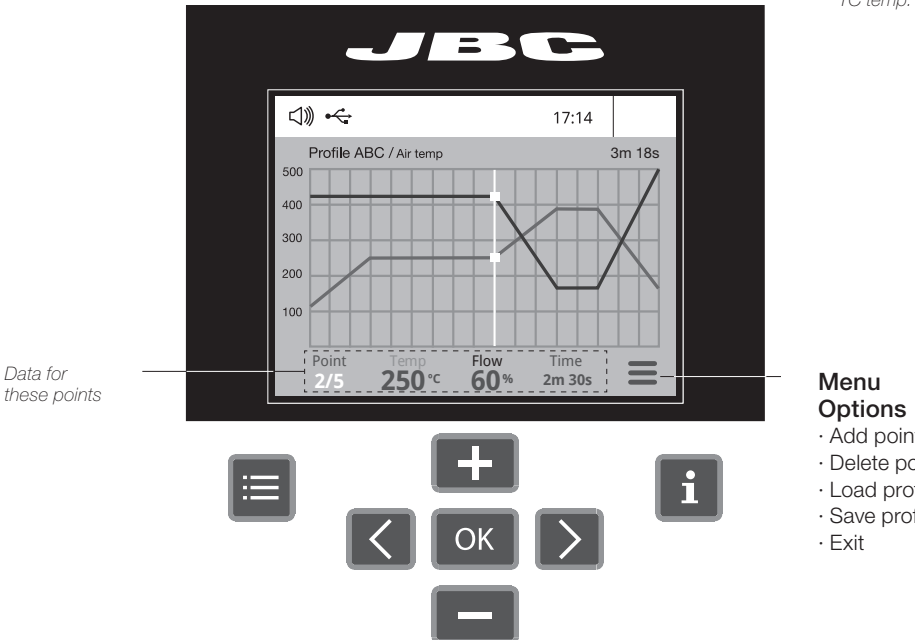 TC temp.
JBC
17:14
Profile ABC / Air temp
3m 18s
500
400
300
200
100
Point Temp Flow Time
2/5 250 °C 60 % 2m 30s
Data for
these points
Menu
Options
· Add poin
· Delete po
· Load pro
· Save prof
· Exit
i
OK